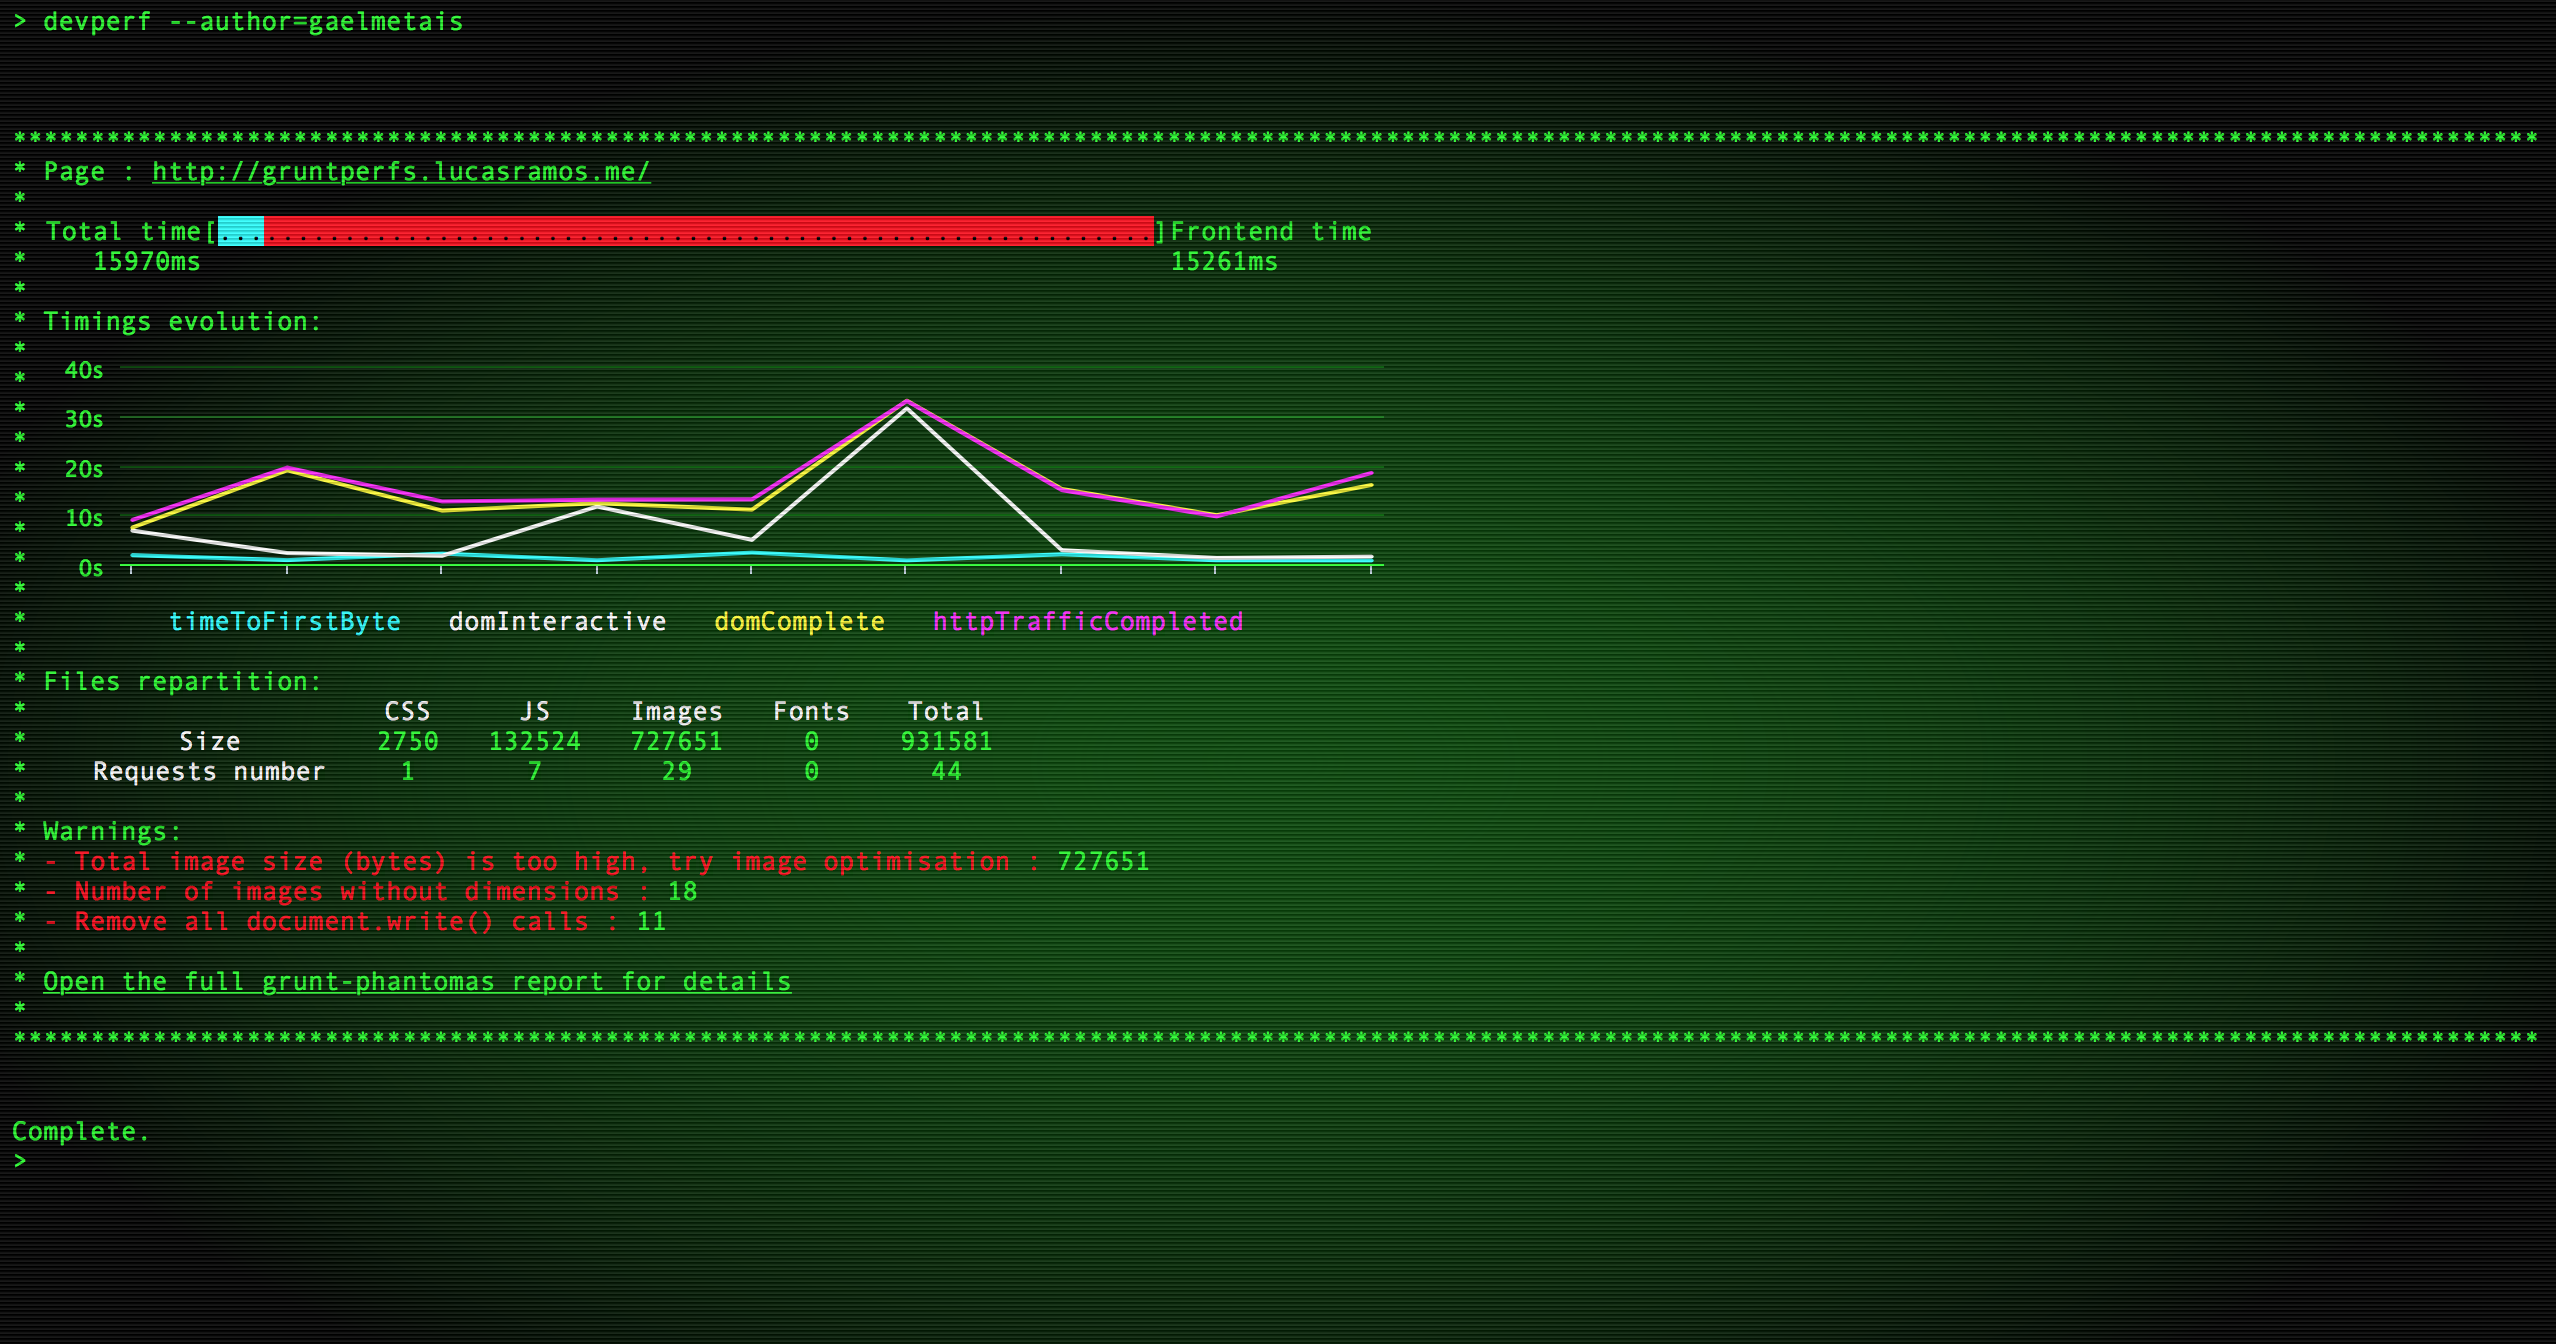 > devperf --author=gaelmetais
******************************************************************************************************************************************************************
* Page : http://gruntperfs.lucasramos.me/
*
* Total time[............................................................]Frontend time
* 15970ms 15261ms
*
* Timings evolution:
*
* 40s
*
* 30s
*
* 20s
*
* 10s
*
* 0s
*
* timeToFirstByte domInteractive domComplete httpTrafficCompleted
*
* Files repartition:
* CSS JS Images Fonts Total
* Size 2750 132524 727651 0 931581
* Requests number 1 7 29 0 44
*
* Warnings:
* - Total image size (bytes) is too high, try image optimisation : 727651
* - Number of images without dimensions : 18
* - Remove all document.write() calls : 11
*
* Open the full grunt-phantomas report for details
*
******************************************************************************************************************************************************************
Complete.
>